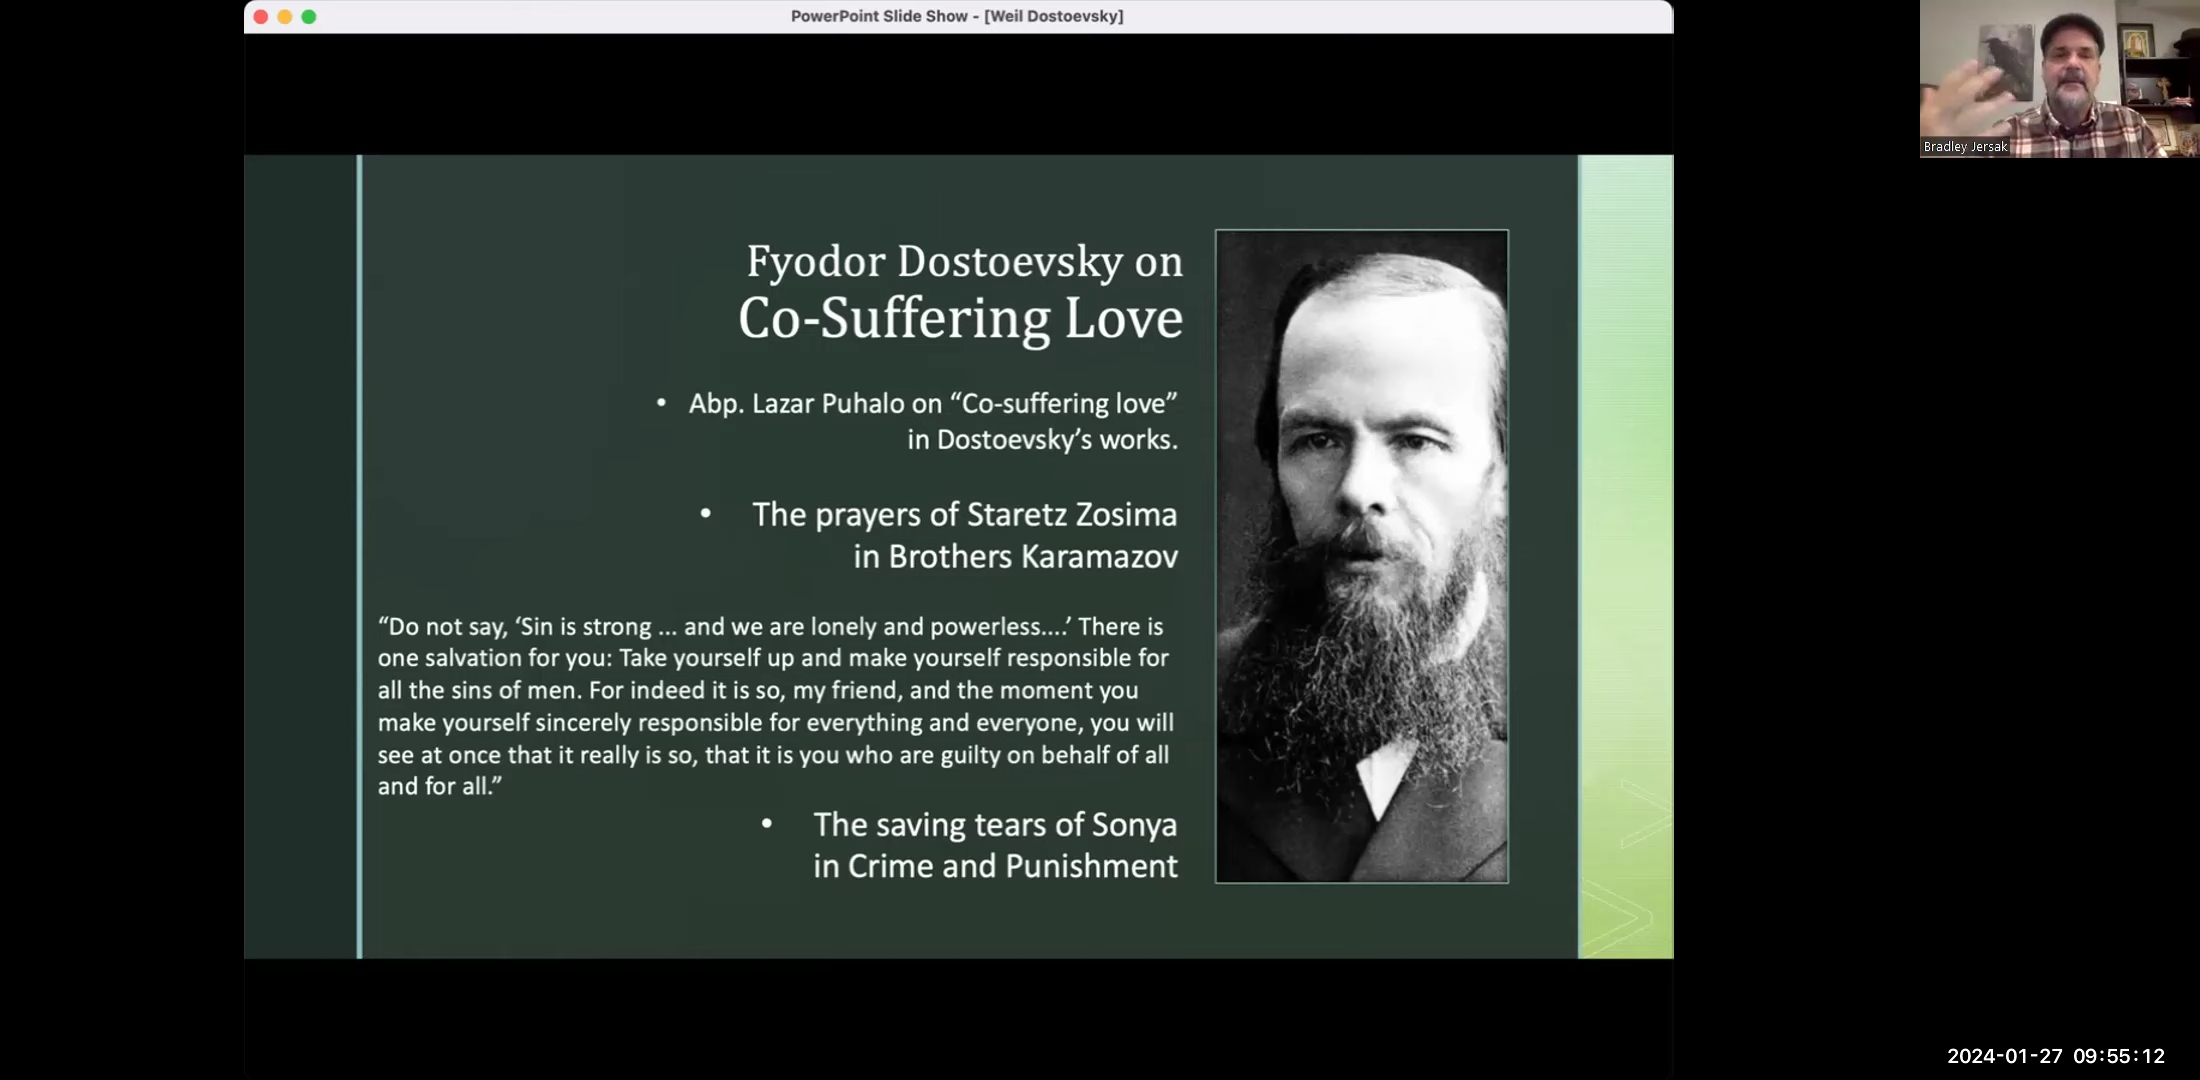 PowerPoint Slide Show - [Weil Dostoevsky]
Bradley Jersak
Fyodor Dostoevsky on
Co-Suffering Love
• Abp. Lazar Puhalo on “Co-suffering love”
in Dostoevsky’s works.
• The prayers of Staretz Zosima
in Brothers Karamazov
“Do not say, ‘Sin is strong ... and we are lonely and powerless....’ There is
one salvation for you: Take yourself up and make yourself responsible for
all the sins of men. For indeed it is so, my friend, and the moment you
make yourself sincerely responsible for everything and everyone, you will
see at once that it really is so, that it is you who are guilty on behalf of all
and for all.”
• The saving tears of Sonya
in Crime and Punishment
2024-01-27 09:55:12